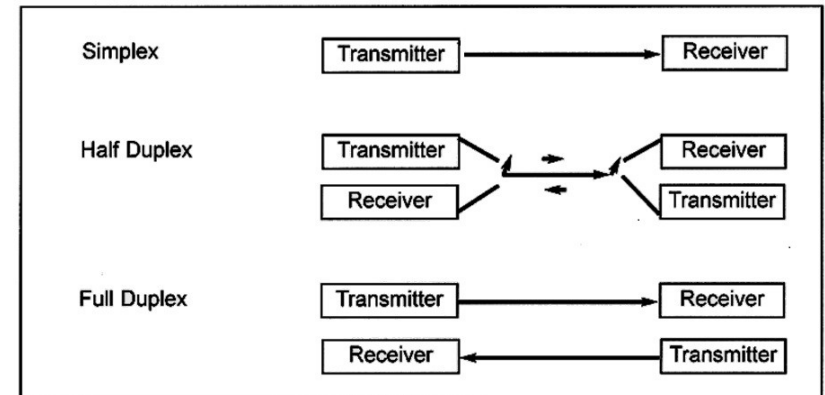 Simplex Transmitter Receiver
Half Duplex Transmitter Receiver
Receiver Transmitter
Full Duplex Transmitter Receiver
Receiver Transmitter